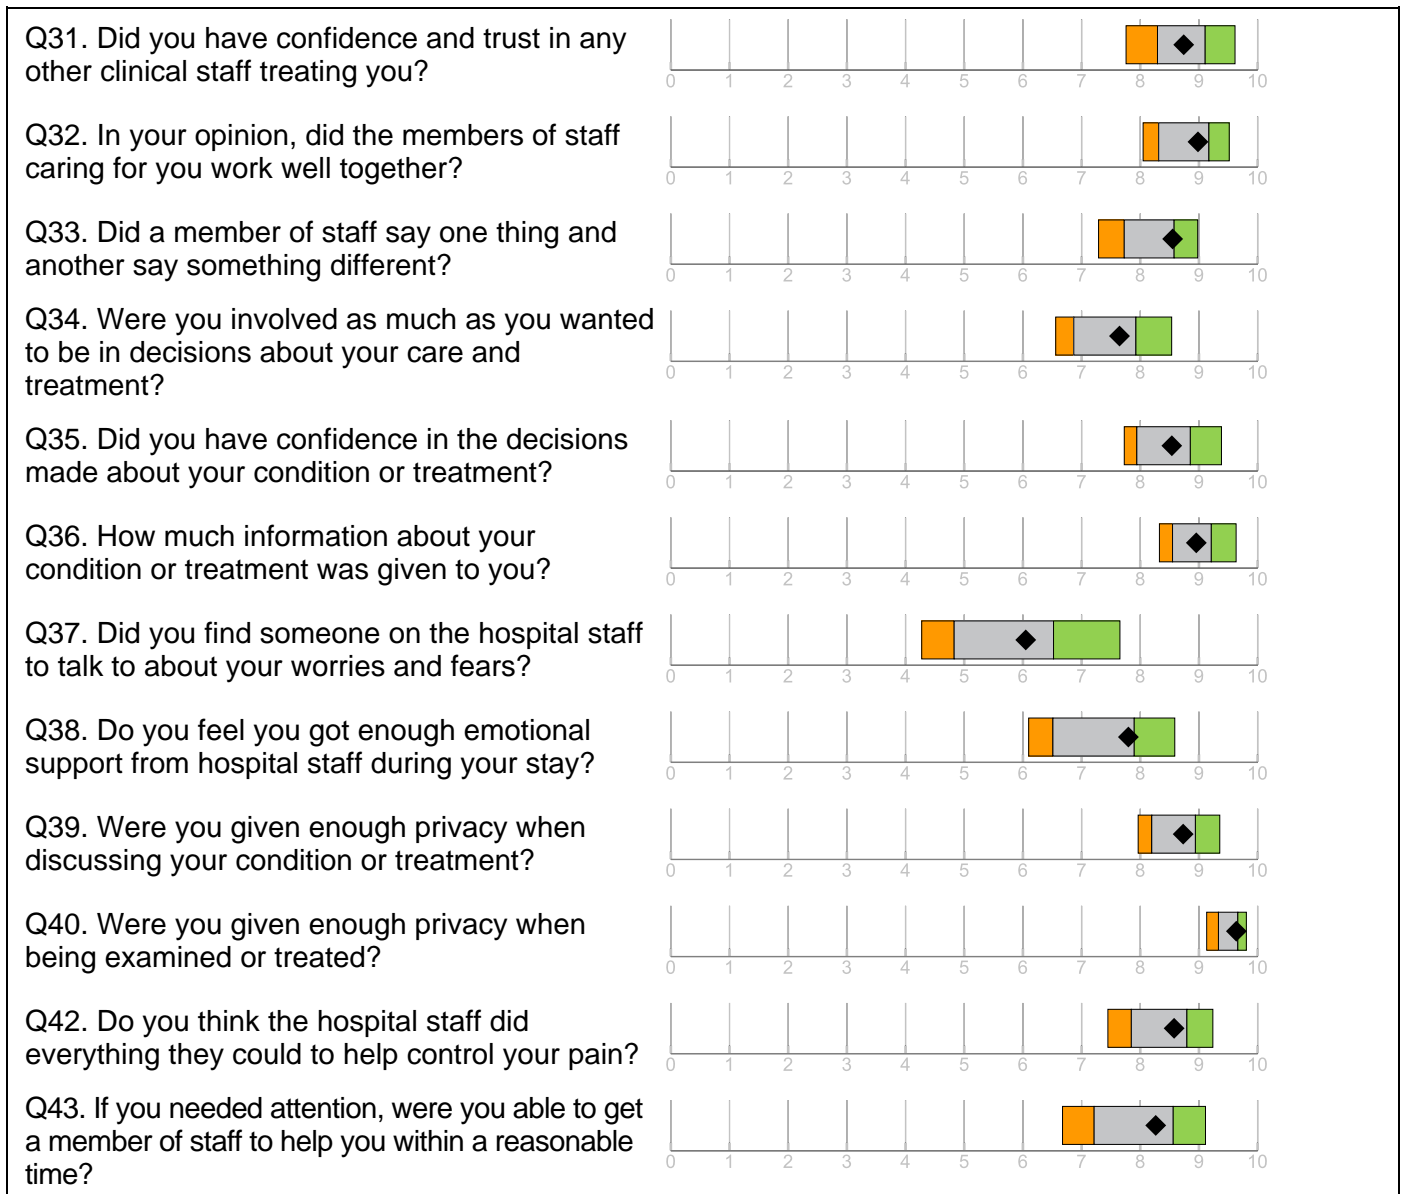 Q31. Did you have confidence and trust in any
other clinical staff treating you?
0 1 2 3 4 5 6 7 8 9 10
Q32. In your opinion, did the members of staff
caring for you work well together?
0 1 2 3 4 5 6 7 8 9 10
Q33. Did a member of staff say one thing and
another say something different?
0 1 2 3 4 5 6 7 8 9 10
Q34. Were you involved as much as you wanted
to be in decisions about your care and
treatment?
0 1 2 3 4 5 6 7 8 9 10
Q35. Did you have confidence in the decisions
made about your condition or treatment?
0 1 2 3 4 5 6 7 8 9 10
Q36. How much information about your
condition or treatment was given to you?
0 1 2 3 4 5 6 7 8 9 10
Q37. Did you find someone on the hospital staff
to talk to about your worries and fears?
0 1 2 3 4 5 6 7 8 9 10
Q38. Do you feel you got enough emotional
support from hospital staff during your stay?
0 1 2 3 4 5 6 7 8 9 10
Q39. Were you given enough privacy when
discussing your condition or treatment?
0 1 2 3 4 5 6 7 8 9 10
Q40. Were you given enough privacy when
being examined or treated?
0 1 2 3 4 5 6 7 8 9 10
Q42. Do you think the hospital staff did
everything they could to help control your pain?
0 1 2 3 4 5 6 7 8 9 10
Q43. If you needed attention, were you able to get
a member of staff to help you within a reasonable
time?
0 1 2 3 4 5 6 7 8 9 10